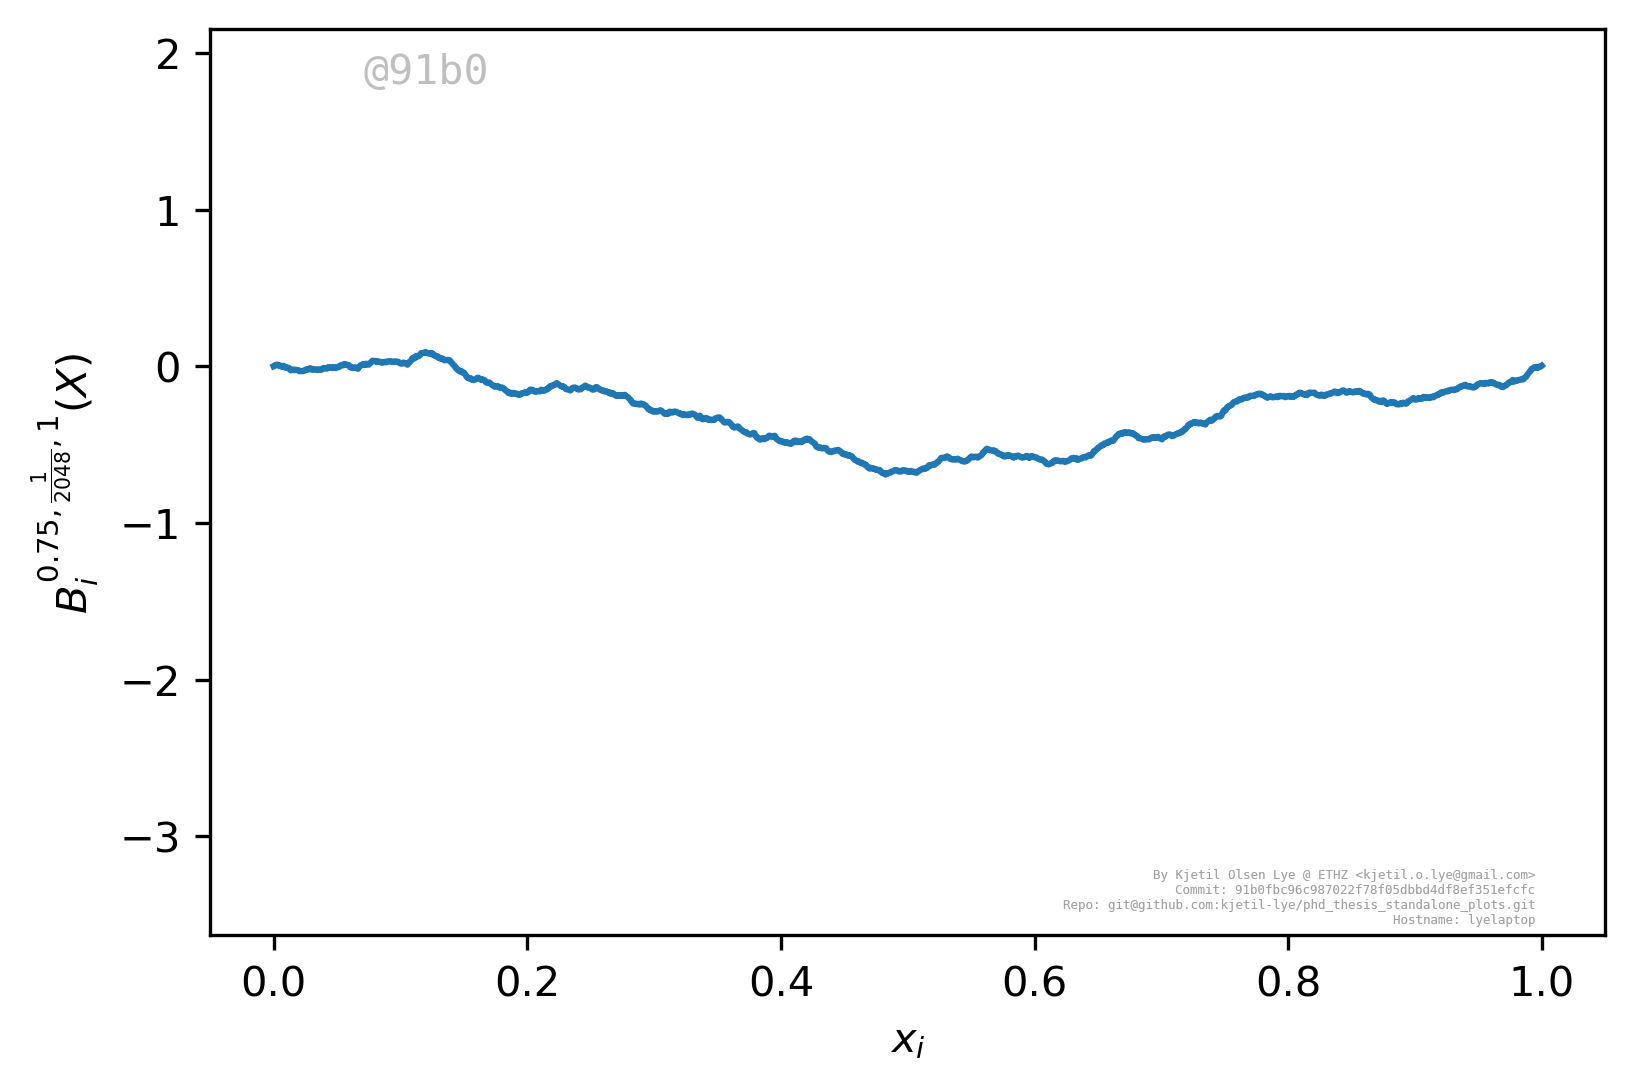 @91b0
2
1
0
−1
−2
−3
B_i^{0.75, \frac{1}{2048}, 1}(X)
By Kjetil Olsen Lye @ ETHZ <kjetil.o.lye@gmail.com>
Commit: 91b0fbc96c987022f78f05dbbd4df8ef351efcfc
Repo: git@github.com:kjetil-lye/phd_thesis_standalone_plots.git
Hostname: lyelaptop
0.0 0.2 0.4 0.6 0.8 1.0
x_i